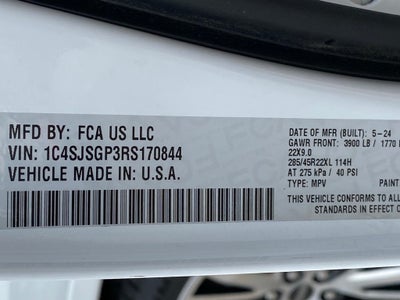 MFD BY: FCA US LLC
VIN: 1C4SJSGP3RS170844
VEHICLE MADE IN: U.S.A.
DATE OF MFR (BUILT): 5-24
GAWR FRONT: 3900 LB / 1770
22X9.0
285/45R22XL 114H
AT 275 kPa / 40 PSI
TYPE: MPV PAINT
THIS VEHICLE CONFORMS TO
STANDARDS IN EFFECT O